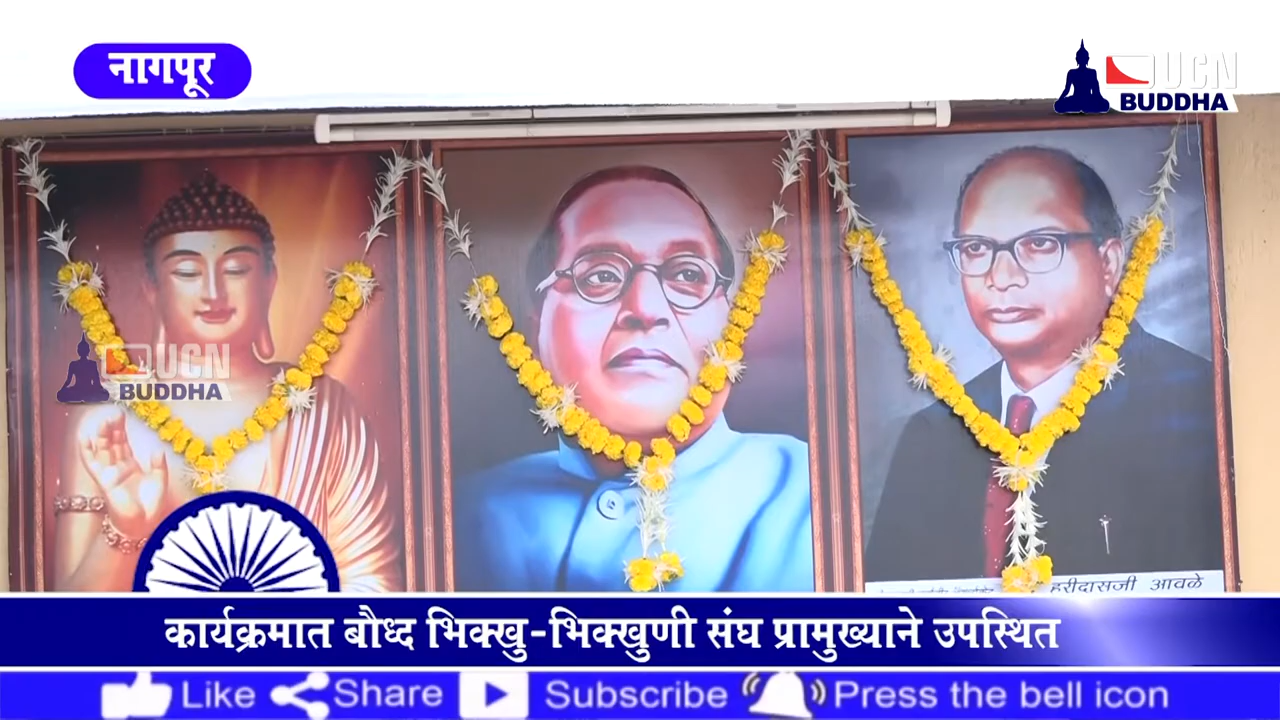 नागपूर
UCN
BUDDHA
UCN
BUDDHA
हरीदासजी आवळे
कार्यक्रमात बौध्द भिक्खु-भिक्खुणी संघ प्रामुख्याने उपस्थित
Like Share Subscribe Press the bell icon